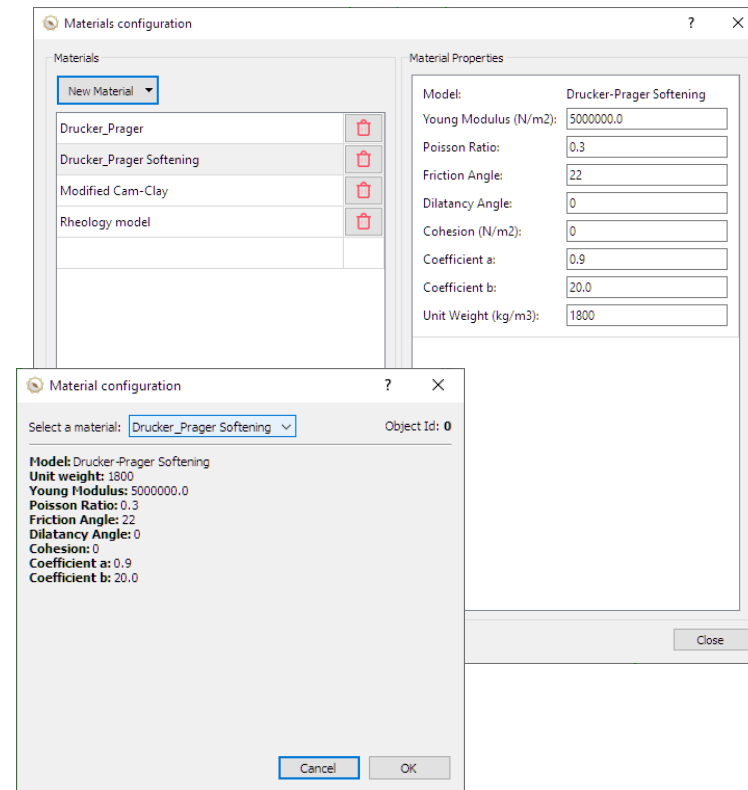 Materials configuration
? X
Materials
New Material
Drucker_Prager
Drucker_Prager Softening
Modified Cam-Clay
Rheology model
Material Properties
Model: Drucker-Prager Softening
Young Modulus (N/m2): 5000000.0
Poisson Ratio: 0.3
Friction Angle: 22
Dilatancy Angle: 0
Cohesion (N/m2): 0
Coefficient a: 0.9
Coefficient b: 20.0
Unit Weight (kg/m3): 1800
Close
Material configuration
? X
Select a material: Drucker_Prager Softening
Object Id: 0
Model: Drucker-Prager Softening
Unit weight: 1800
Young Modulus: 5000000.0
Poisson Ratio: 0.3
Friction Angle: 22
Dilatancy Angle: 0
Cohesion: 0
Coefficient a: 0.9
Coefficient b: 20.0
Cancel
OK